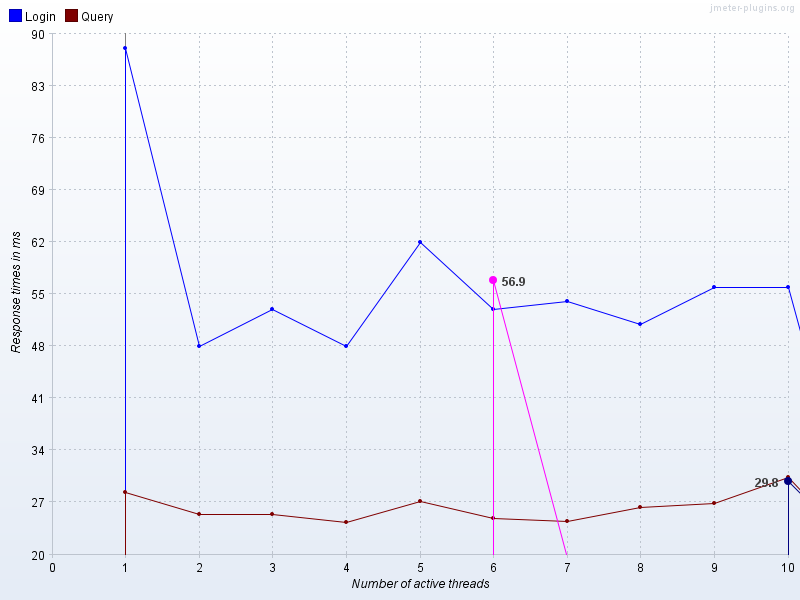 jmeter-plugins.org
Login Query
90
83
76
69
62
55
48
41
34
27
20
Response times in ms
56.9
29.8
0 1 2 3 4 5 6 7 8 9 10
Number of active threads